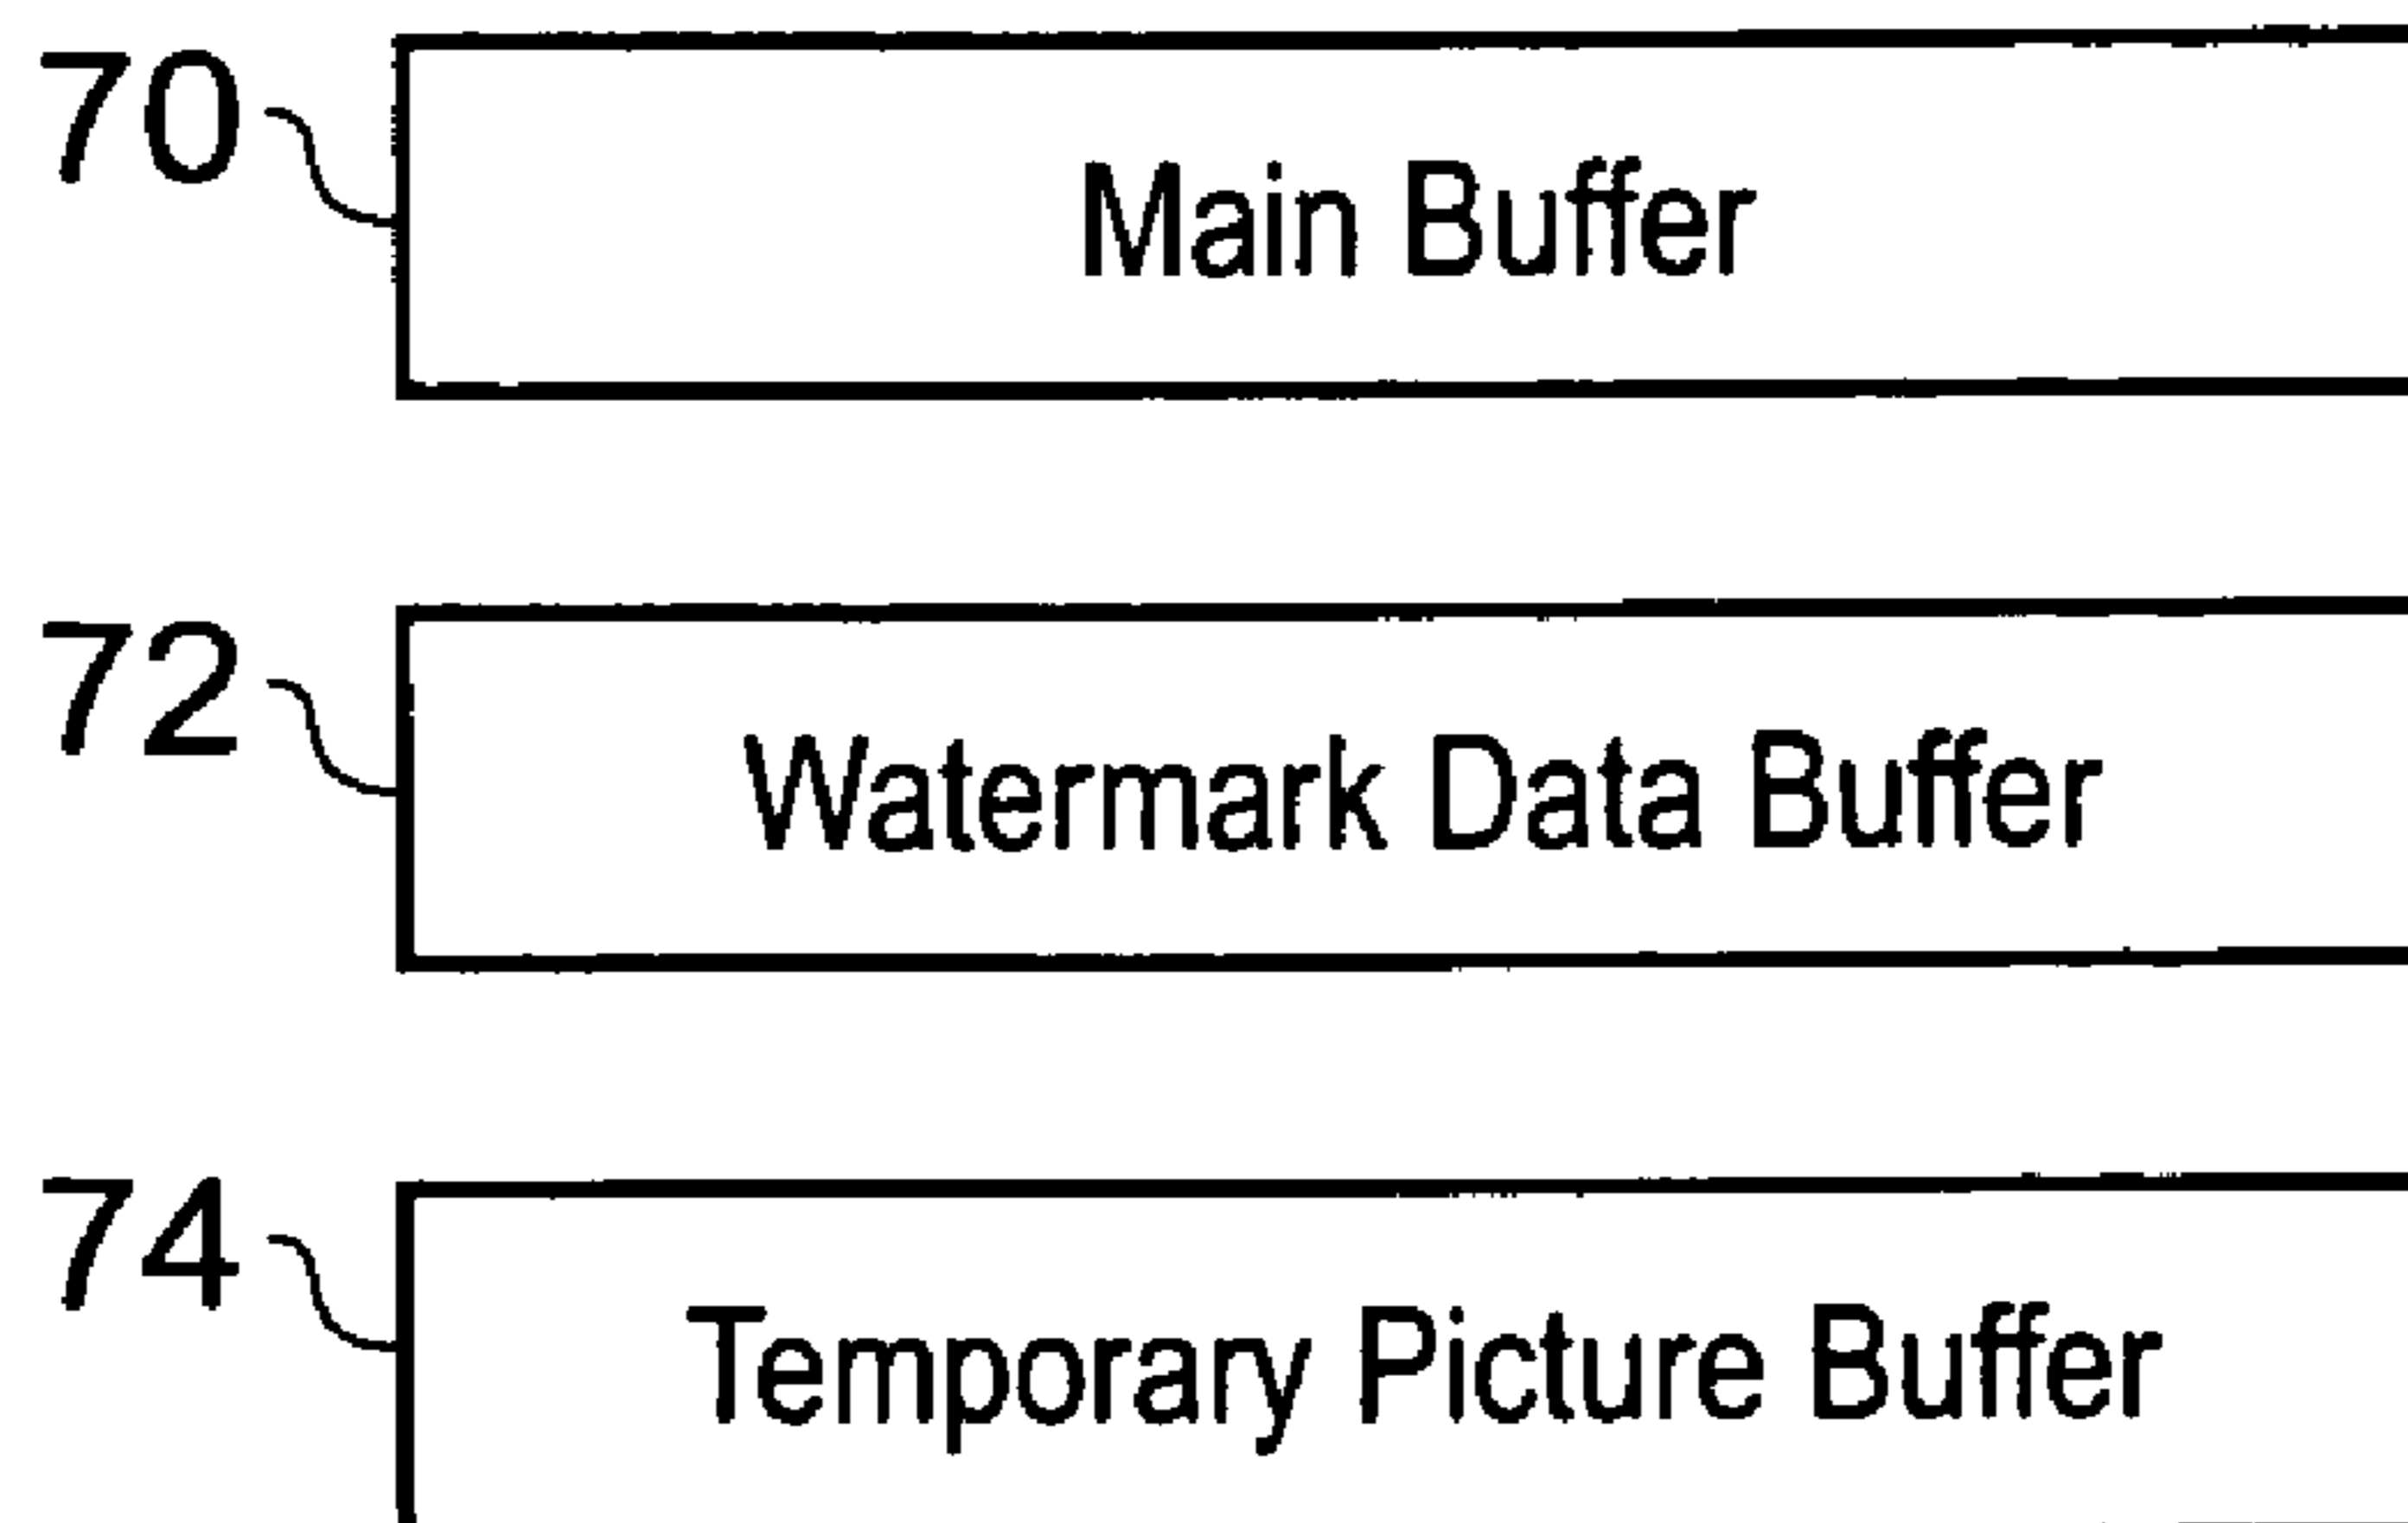 70
Main Buffer
72
Watermark Data Buffer
74
Temporary Picture Buffer